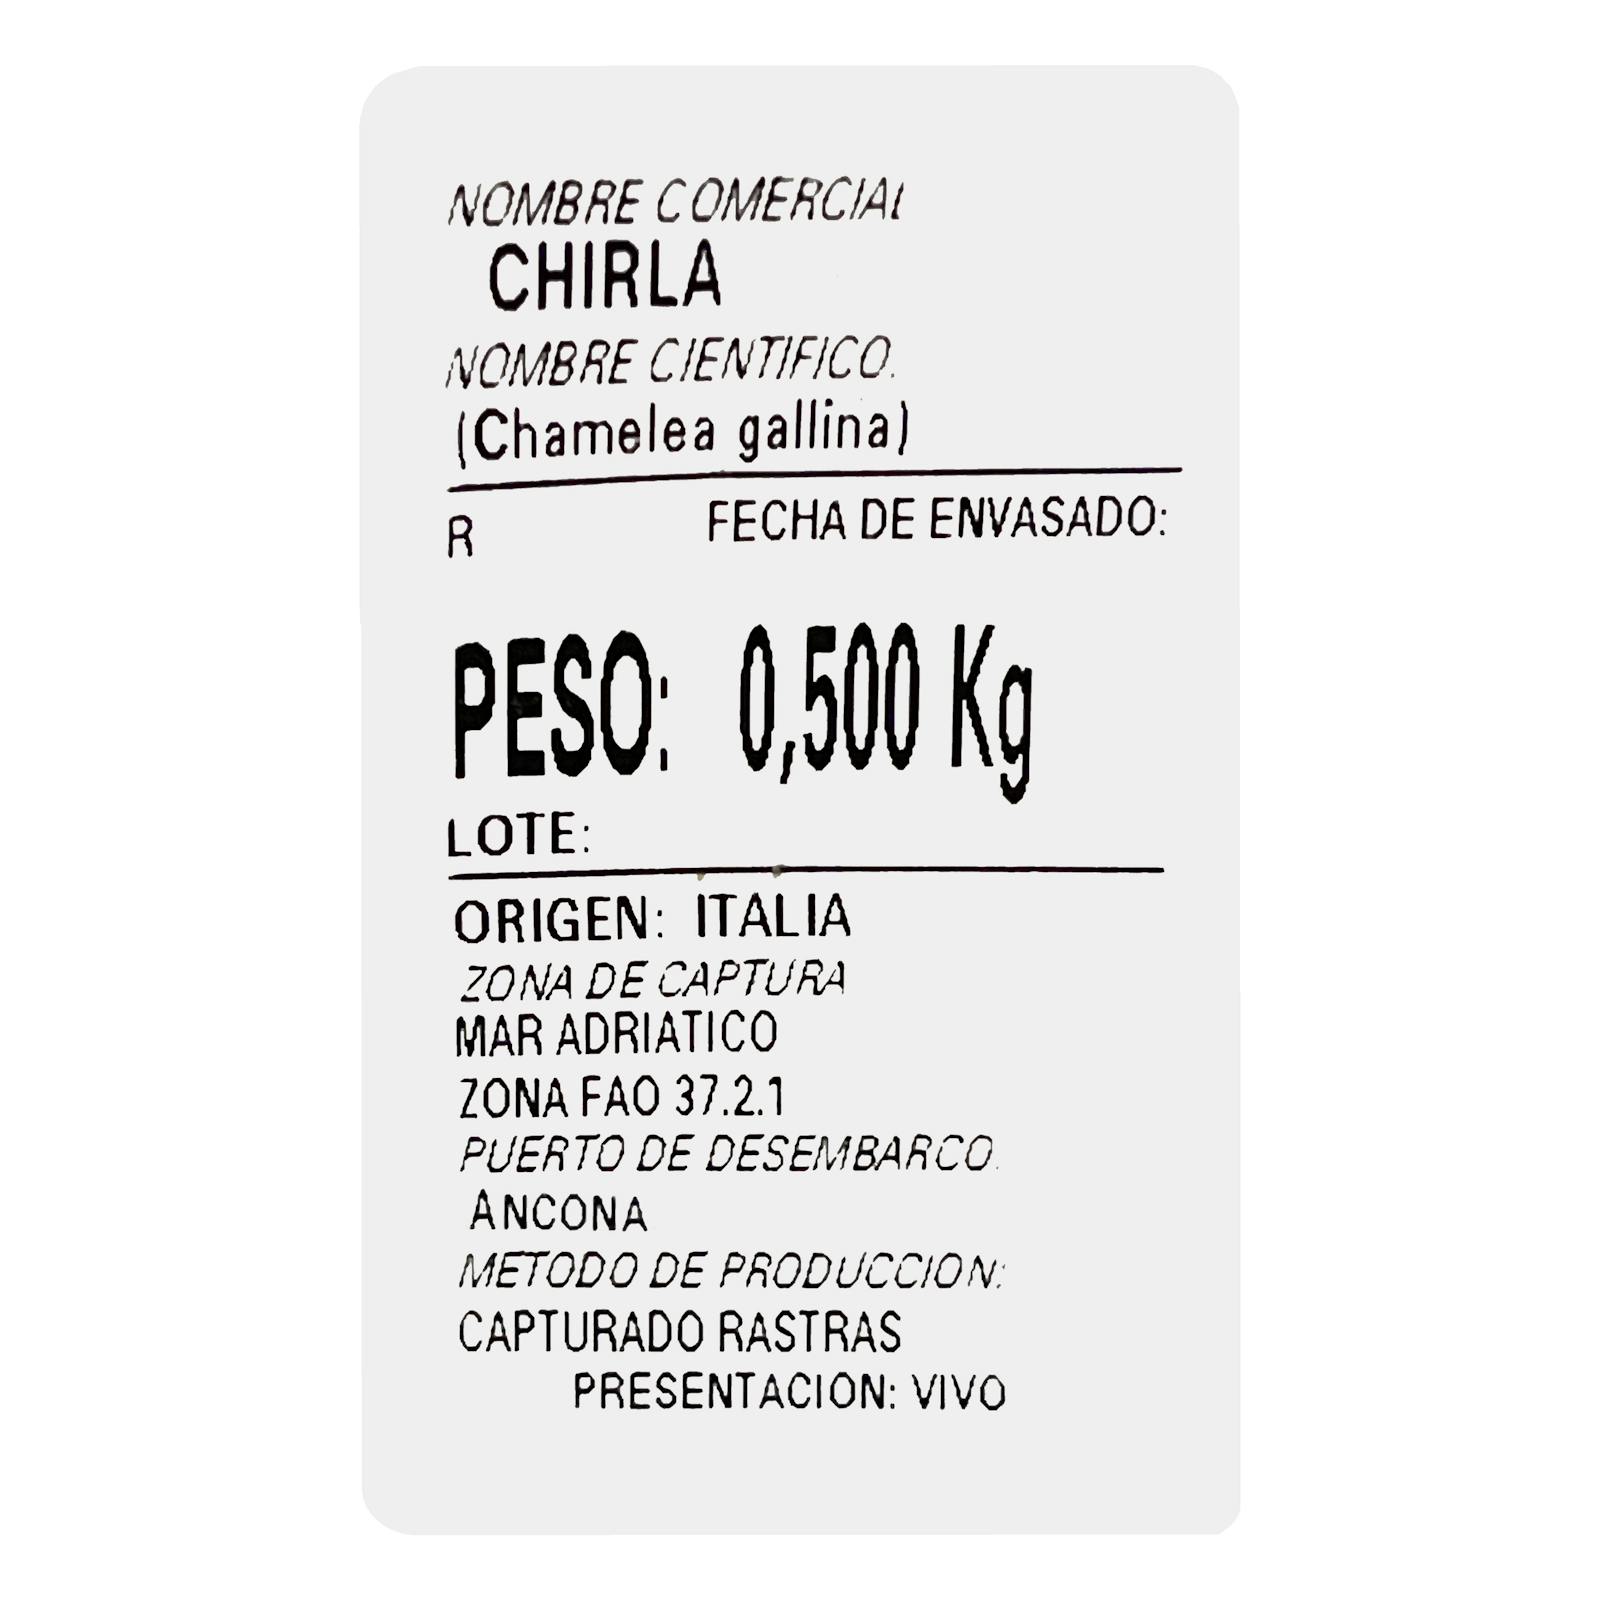 NOMBRE COMERCIAL
CHIRLA
NOMBRE CIENTIFICO.
(Chamelea gallina)
R FECHA DE ENVASADO:
PESO: 0,500 Kg
LOTE:
ORIGEN: ITALIA
ZONA DE CAPTURA
MAR ADRIATICO
ZONA FAO 37.2.1
PUERTO DE DESEMBARCO.
ANCONA
METODO DE PRODUCCION:
CAPTURADO RASTRAS
PRESENTACION: VIVO